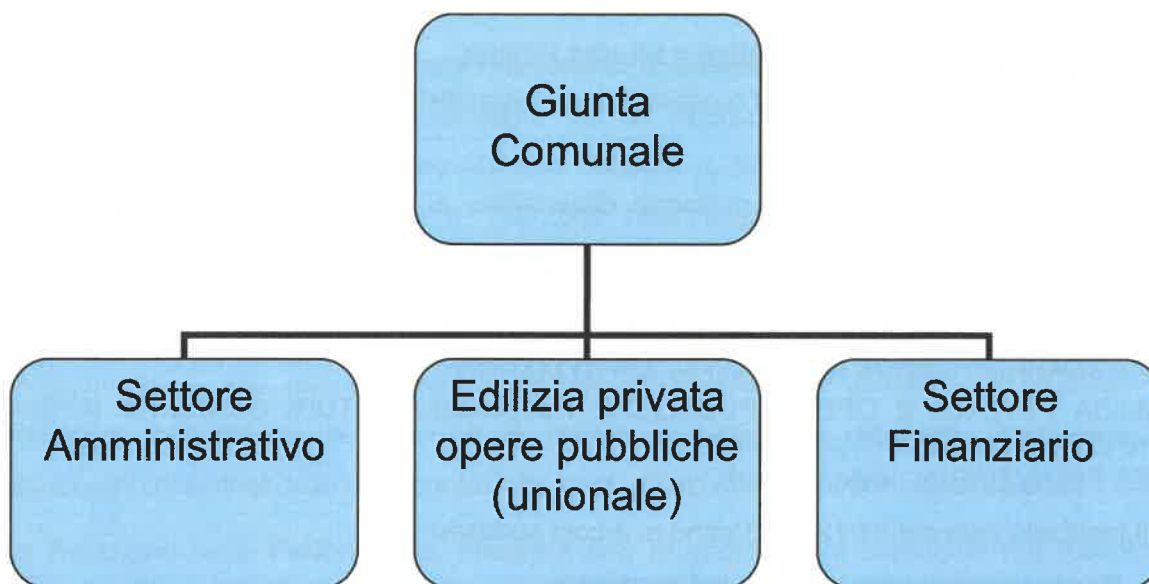 Giunta
Comunale
Settore
Amministrativo
Edilizia privata
opere pubbliche
(unionale)
Settore
Finanziario